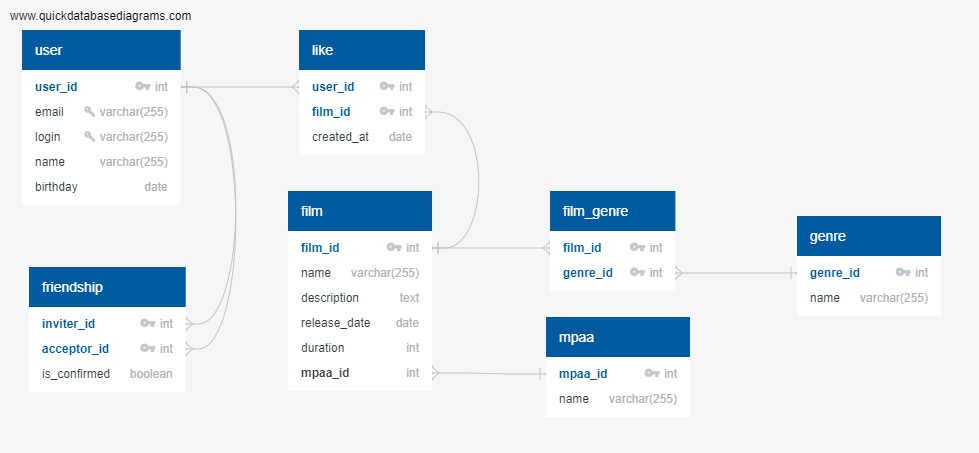 www.quickdatabasediagrams.com
user
user_id int
email varchar(255)
login varchar(255)
name varchar(255)
birthday date
like
user_id int
film_id int
created_at date
film
film_id int
name varchar(255)
description text
release_date date
duration int
mpaa_id int
film_genre
film_id int
genre_id int
genre
genre_id int
name varchar(255)
friendship
inviter_id int
acceptor_id int
is_confirmed boolean
mpaa
mpaa_id int
name varchar(255)